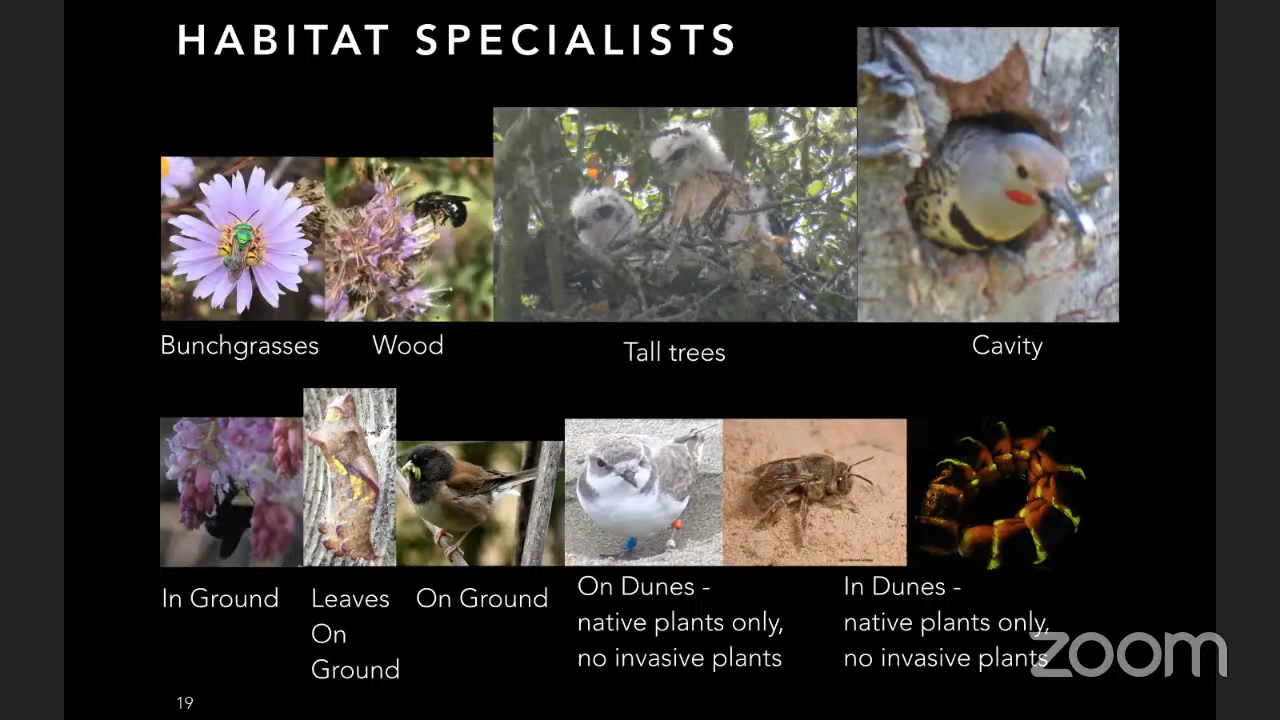 HABITAT SPECIALISTS
Bunchgrasses
Wood
Tall trees
Cavity
In Ground
Leaves
On
Ground
On Ground
On Dunes -
native plants only,
no invasive plants
In Dunes -
native plants only,
no invasive plants
zoom
19